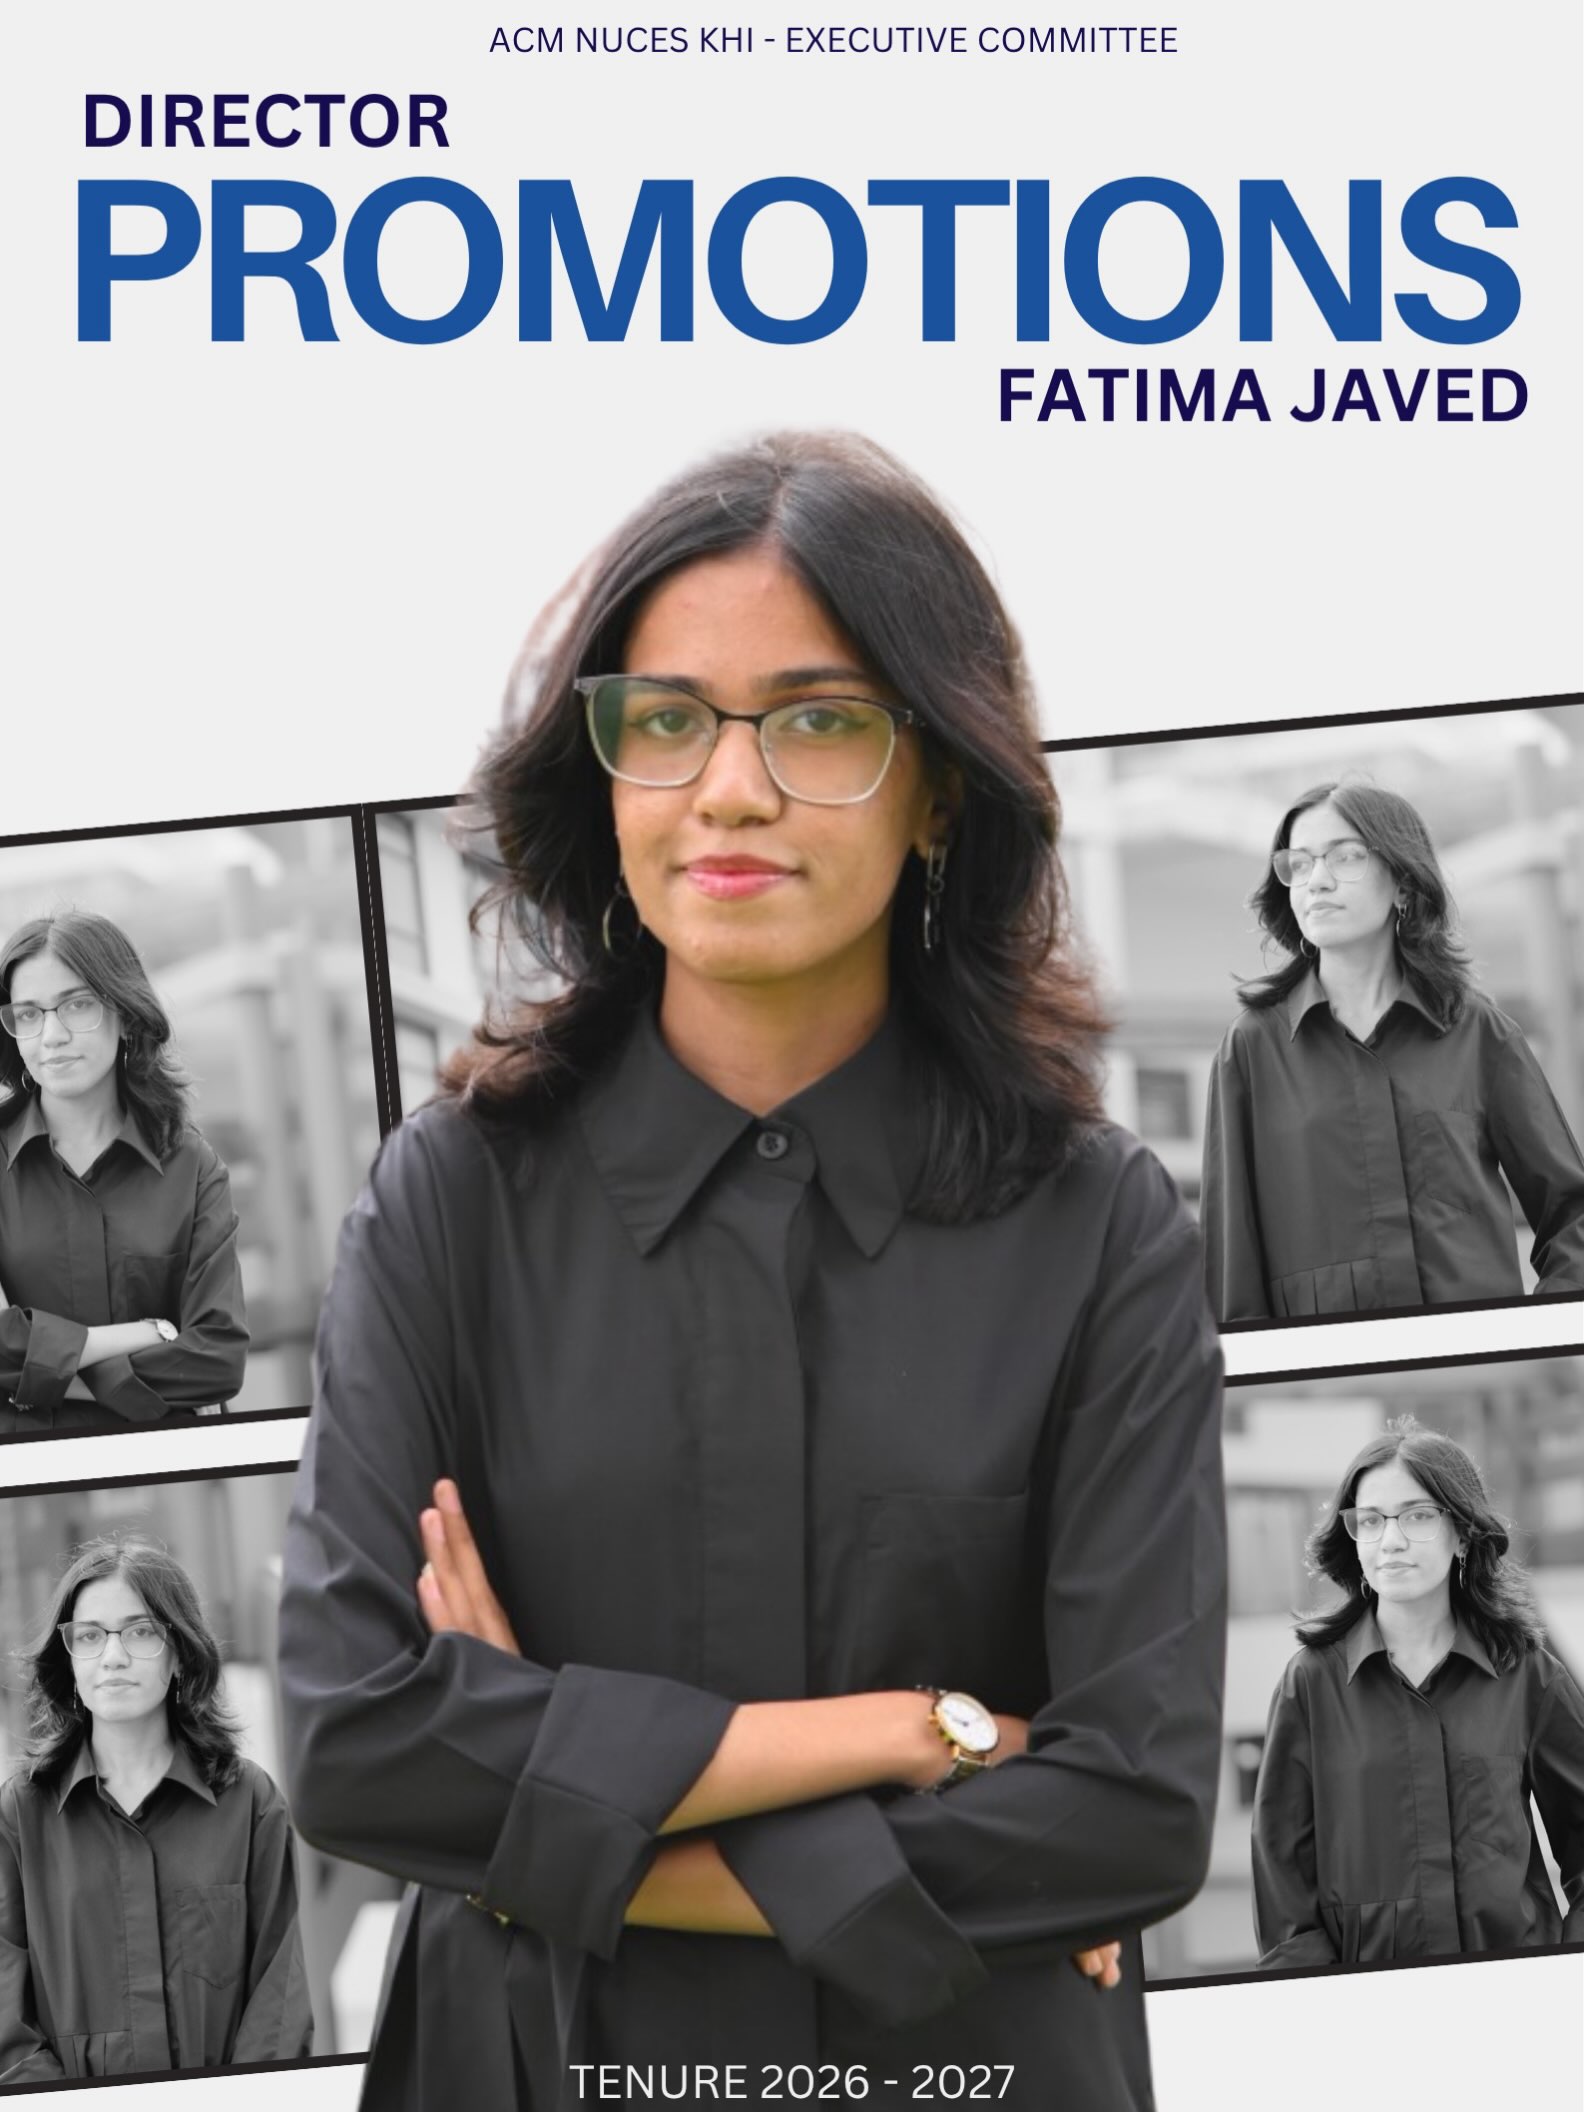 ACM NUCES KHI - EXECUTIVE COMMITTEE
DIRECTOR
PROMOTIONS
FATIMA JAVED
TENURE 2026 - 2027